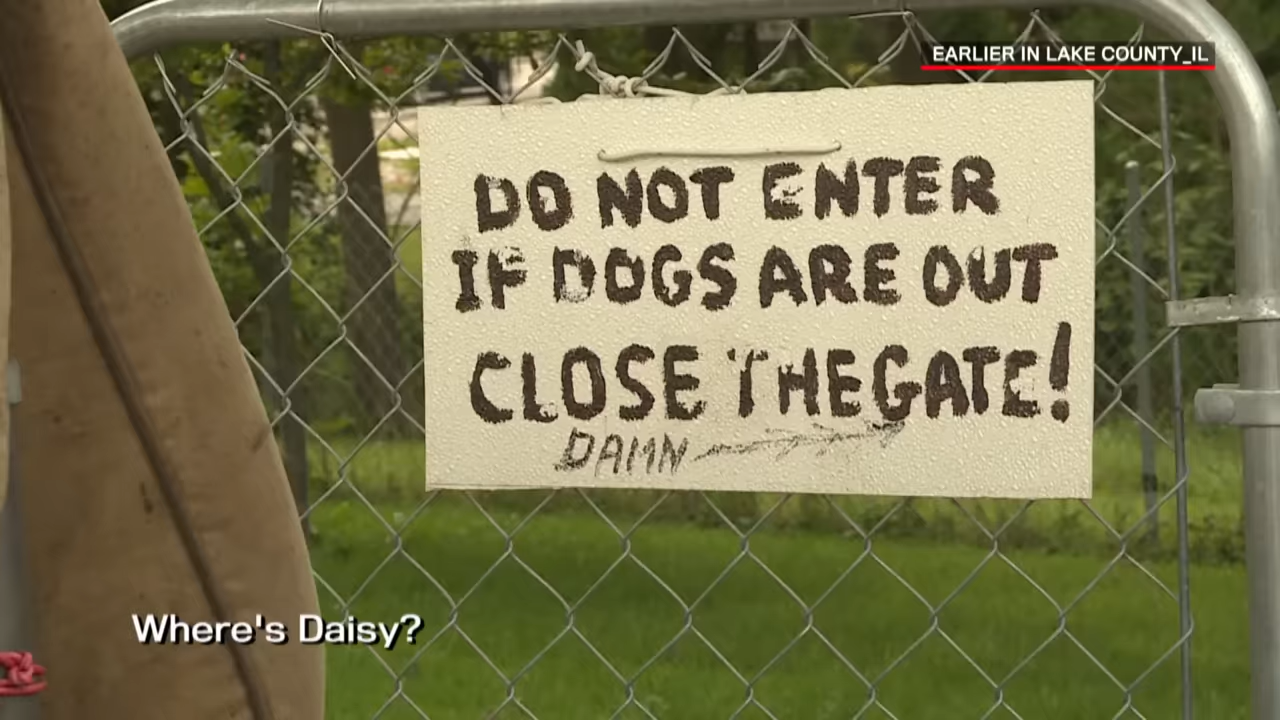 EARLIER IN LAKE COUNTY_IL
DO NOT ENTER
IF DOGS ARE OUT
CLOSE THE GATE!
DAMN
Where's Daisy?